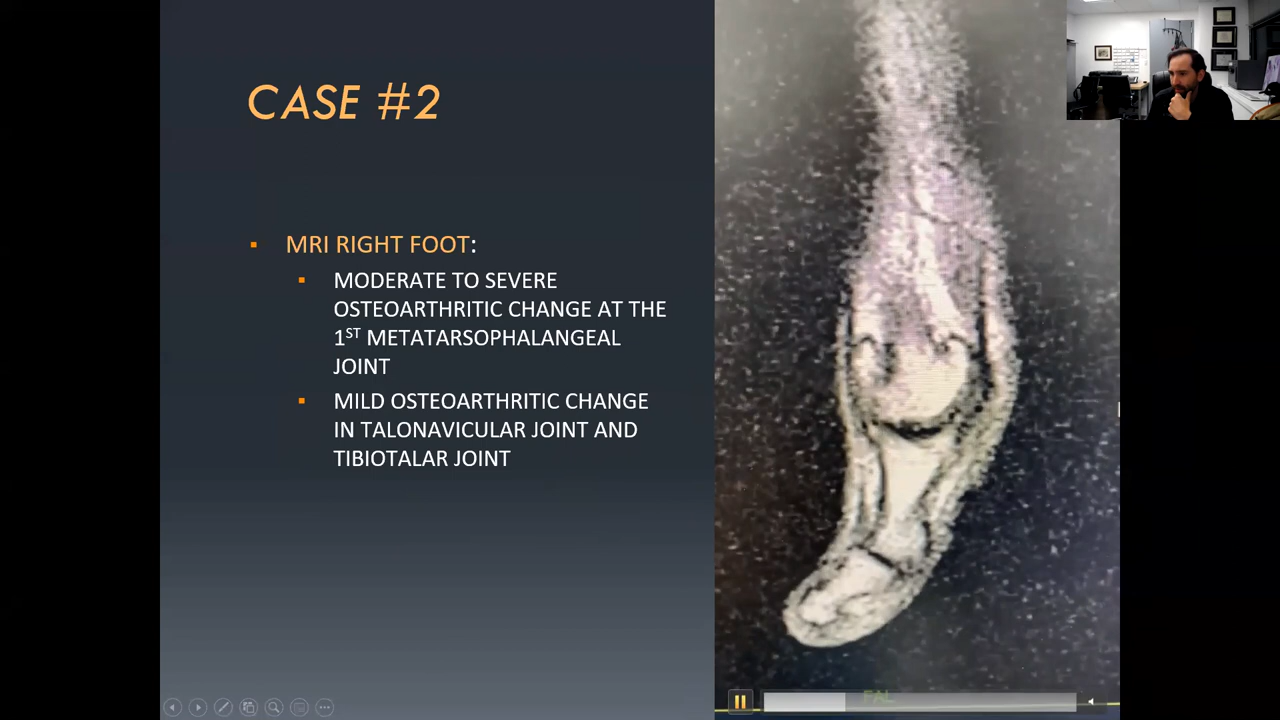 CASE #2
▪ MRI RIGHT FOOT:
▪ MODERATE TO SEVERE
OSTEOARTHRITIC CHANGE AT THE
1ST METATARSOPHALANGEAL
JOINT
▪ MILD OSTEOARTHRITIC CHANGE
IN TALONAVICULAR JOINT AND
TIBIOTALAR JOINT